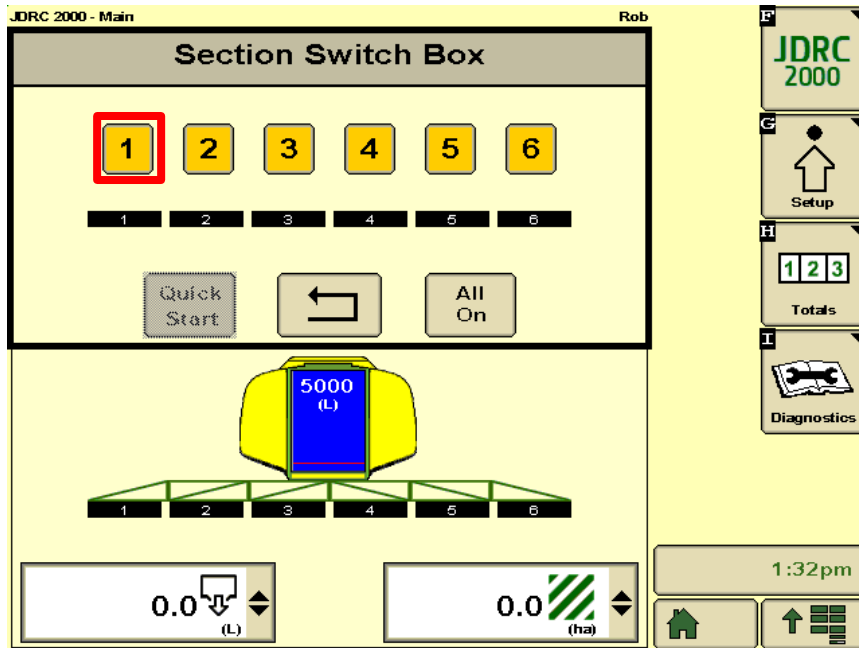 JDRC 2000 - Main Rob
Section Switch Box
1 2 3 4 5 6
1 2 3 4 5 6
Quick
Start
All
On
5000
(L)
1 2 3 4 5 6
0.0
(L)
0.0
(ha)
F
JDRC
2000
G
Setup
H
1 2 3
Totals
I
Diagnostics
1:32pm